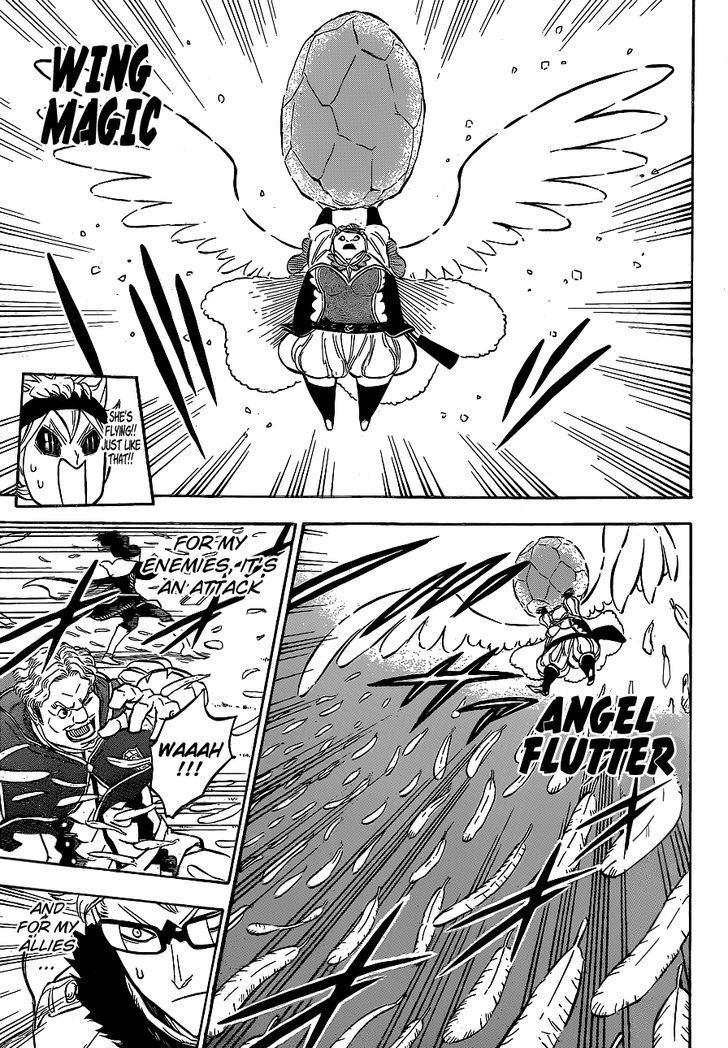 WING
MAGIC
SHE'S
FLYING!!
JUST LIKE
THAT!!
ANGEL
FLUTTER
FOR MY
ENEMIES, IT'S
AN ATTACK
WAAAH
!!!
AND
FOR MY
ALLIES
...